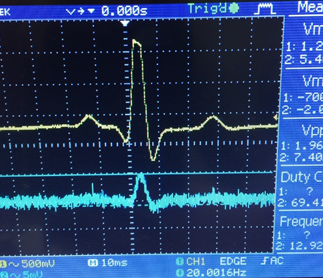 EK 0.000s Trig'd Mea
Vm
1: 1.2
2: 5.4
Vm
1: -700
2: -2.0
Vpp
1: 1.96
2: 7.40
Duty C
1: ?
2: 69.41
Frequen
1: ?
2: 12.92
500mV M 10ms CH1 EDGE AC
5mV 20.0016Hz